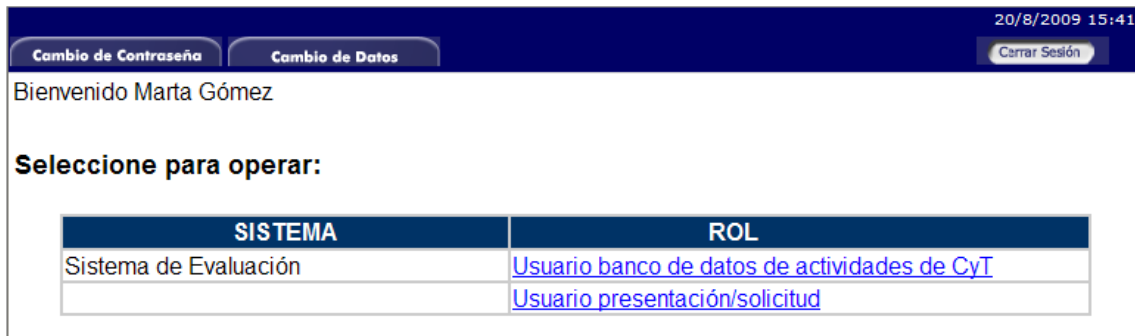 20/8/2009 15:41
Cambio de Contraseña Cambio de Datos Cerrar Sesión
Bienvenido Marta Gómez
Seleccione para operar:
SISTEMA ROL
Sistema de Evaluación Usuario banco de datos de actividades de CyT
Usuario presentación/solicitud